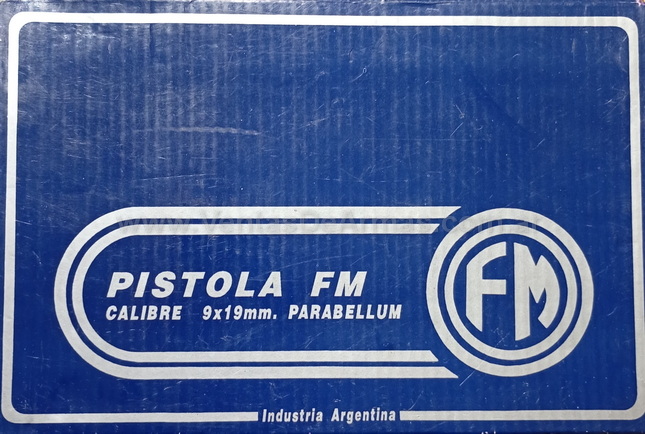 PISTOLA FM
CALIBRE 9x19mm. PARABELLUM
FM
Industria Argentina